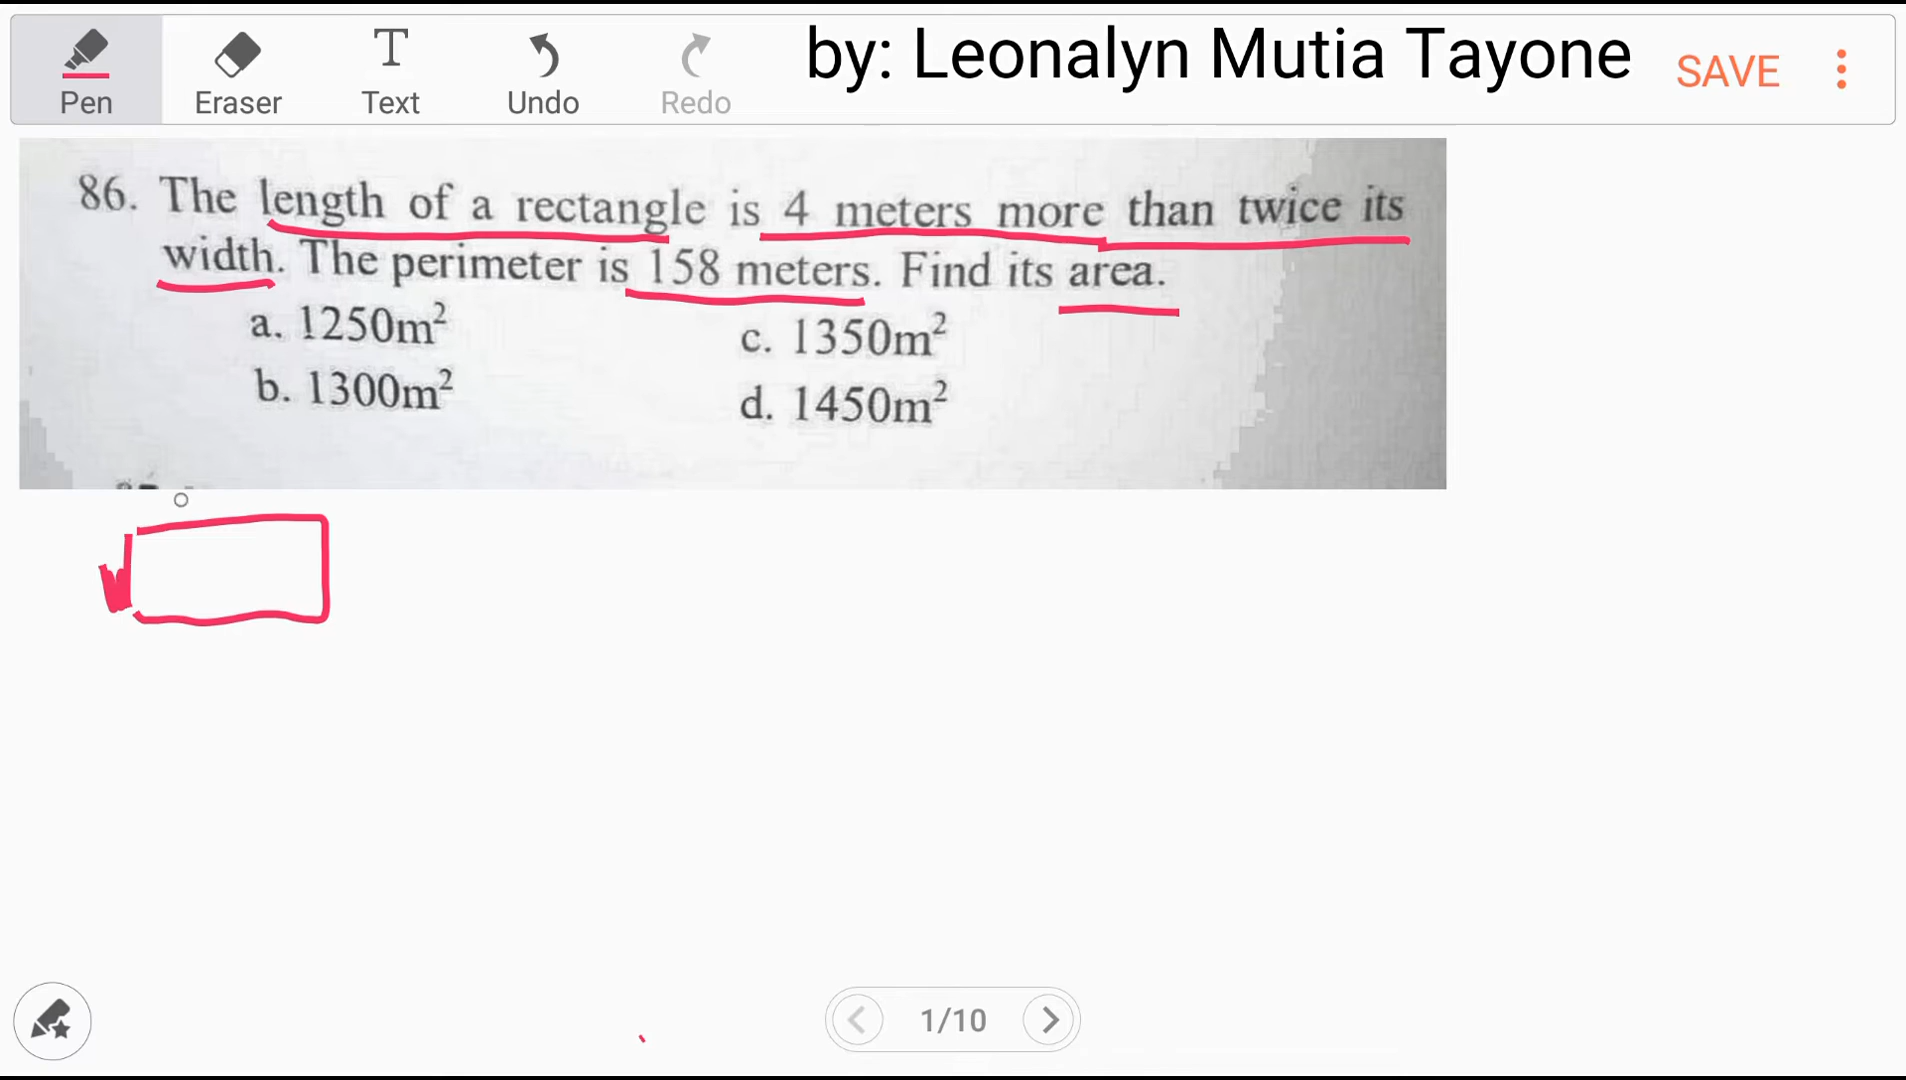 by: Leonalyn Mutia Tayone
SAVE
Pen
Eraser
Text
Undo
Redo
86. The length of a rectangle is 4 meters more than twice its
width. The perimeter is 158 meters. Find its area.
a. 1250m²
c. 1350m²
b. 1300m²
d. 1450m²
W
1/10